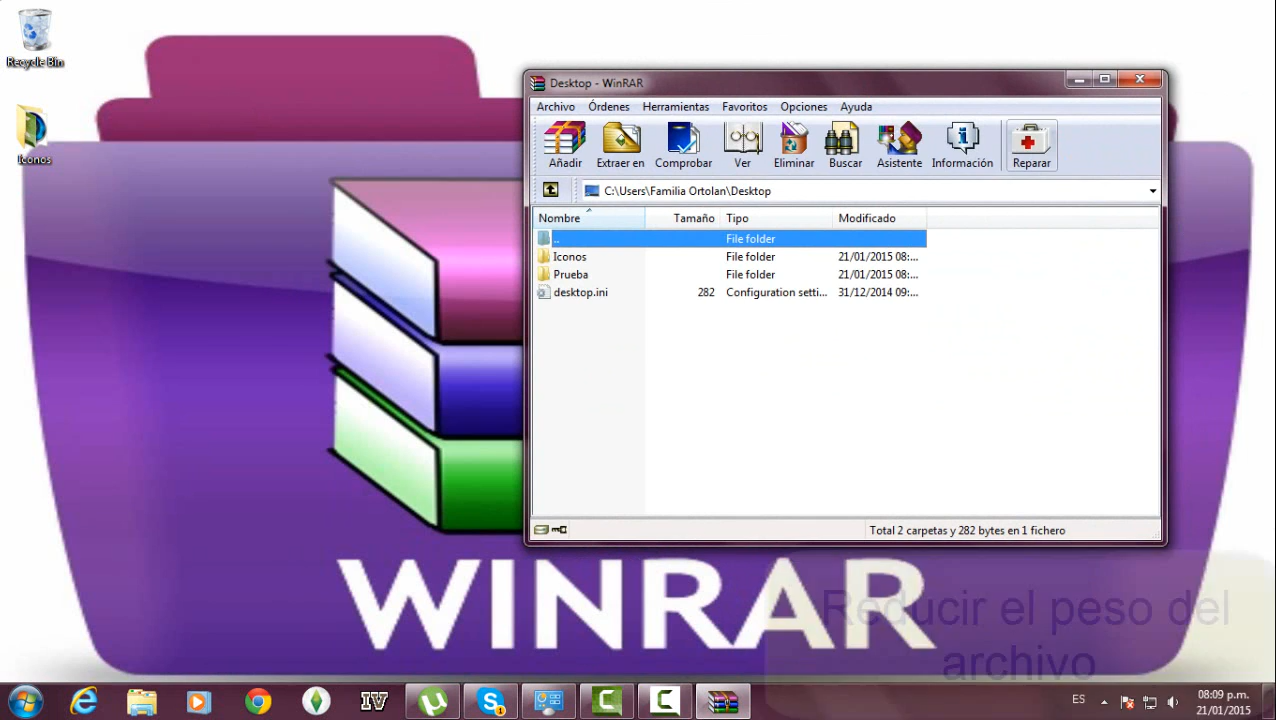 Recycle Bin
Iconos
Desktop - WinRAR
Archivo Órdenes Herramientas Favoritos Opciones Ayuda
Añadir Extraer en Comprobar Ver Eliminar Buscar Asistente Información Reparar
C:\Users\Familia Ortolan\Desktop
Nombre Tamaño Tipo Modificado
.. File folder
Iconos File folder 21/01/2015 08:...
Prueba File folder 21/01/2015 08:...
desktop.ini 282 Configuration setti... 31/12/2014 09:...
Total 2 carpetas y 282 bytes en 1 fichero
WINRAR
Reducir el peso del
archivo
IV
ES
08:09 p.m.
21/01/2015